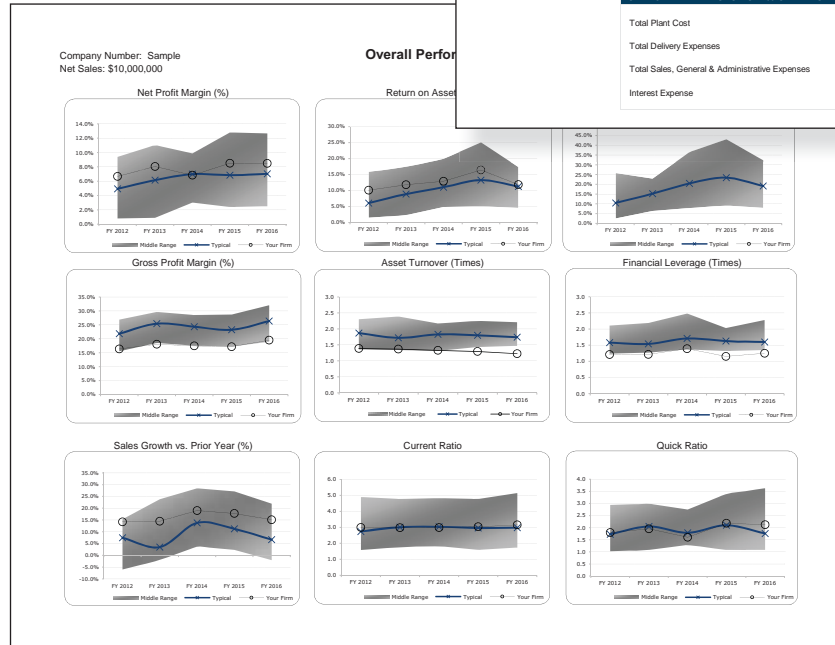 Total Plant Cost
Total Delivery Expenses
Total Sales, General & Administrative Expenses
Interest Expense
Company Number: Sample
Net Sales: $10,000,000
Overall Perfor
Net Profit Margin (%)
14.0%
12.0%
10.0%
8.0%
6.0%
4.0%
2.0%
0.0%
FY 2012 FY 2013 FY 2014 FY 2015 FY 2016
Middle Range Typical Your Firm
Return on Asset
30.0%
25.0%
20.0%
15.0%
10.0%
5.0%
0.0%
FY 2012 FY 2013 FY 2014 FY 2015 FY 2016
Middle Range Typical Your Firm
45.0%
40.0%
35.0%
30.0%
25.0%
20.0%
15.0%
10.0%
5.0%
0.0%
FY 2012 FY 2013 FY 2014 FY 2015 FY 2016
Middle Range Typical Your Firm
Gross Profit Margin (%)
35.0%
30.0%
25.0%
20.0%
15.0%
10.0%
5.0%
0.0%
FY 2012 FY 2013 FY 2014 FY 2015 FY 2016
Middle Range Typical Your Firm
Asset Turnover (Times)
3.0
2.5
2.0
1.5
1.0
0.5
0.0
FY 2012 FY 2013 FY 2014 FY 2015 FY 2016
Middle Range Typical Your Firm
Financial Leverage (Times)
3.0
2.5
2.0
1.5
1.0
0.5
0.0
FY 2012 FY 2013 FY 2014 FY 2015 FY 2016
Middle Range Typical Your Firm
Sales Growth vs. Prior Year (%)
35.0%
30.0%
25.0%
20.0%
15.0%
10.0%
5.0%
0.0%
-5.0%
-10.0%
FY 2012 FY 2013 FY 2014 FY 2015 FY 2016
Middle Range Typical Your Firm
Current Ratio
6.0
5.0
4.0
3.0
2.0
1.0
0.0
FY 2012 FY 2013 FY 2014 FY 2015 FY 2016
Middle Range Typical Your Firm
Quick Ratio
4.0
3.5
3.0
2.5
2.0
1.5
1.0
0.5
0.0
FY 2012 FY 2013 FY 2014 FY 2015 FY 2016
Middle Range Typical Your Firm